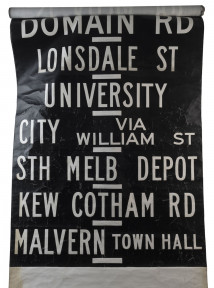 DOMAIN RD
LONSDALE ST
UNIVERSITY
CITY VIA WILLIAM ST
STH MELB DEPOT
KEW COTHAM RD
MALVERN TOWN HALL